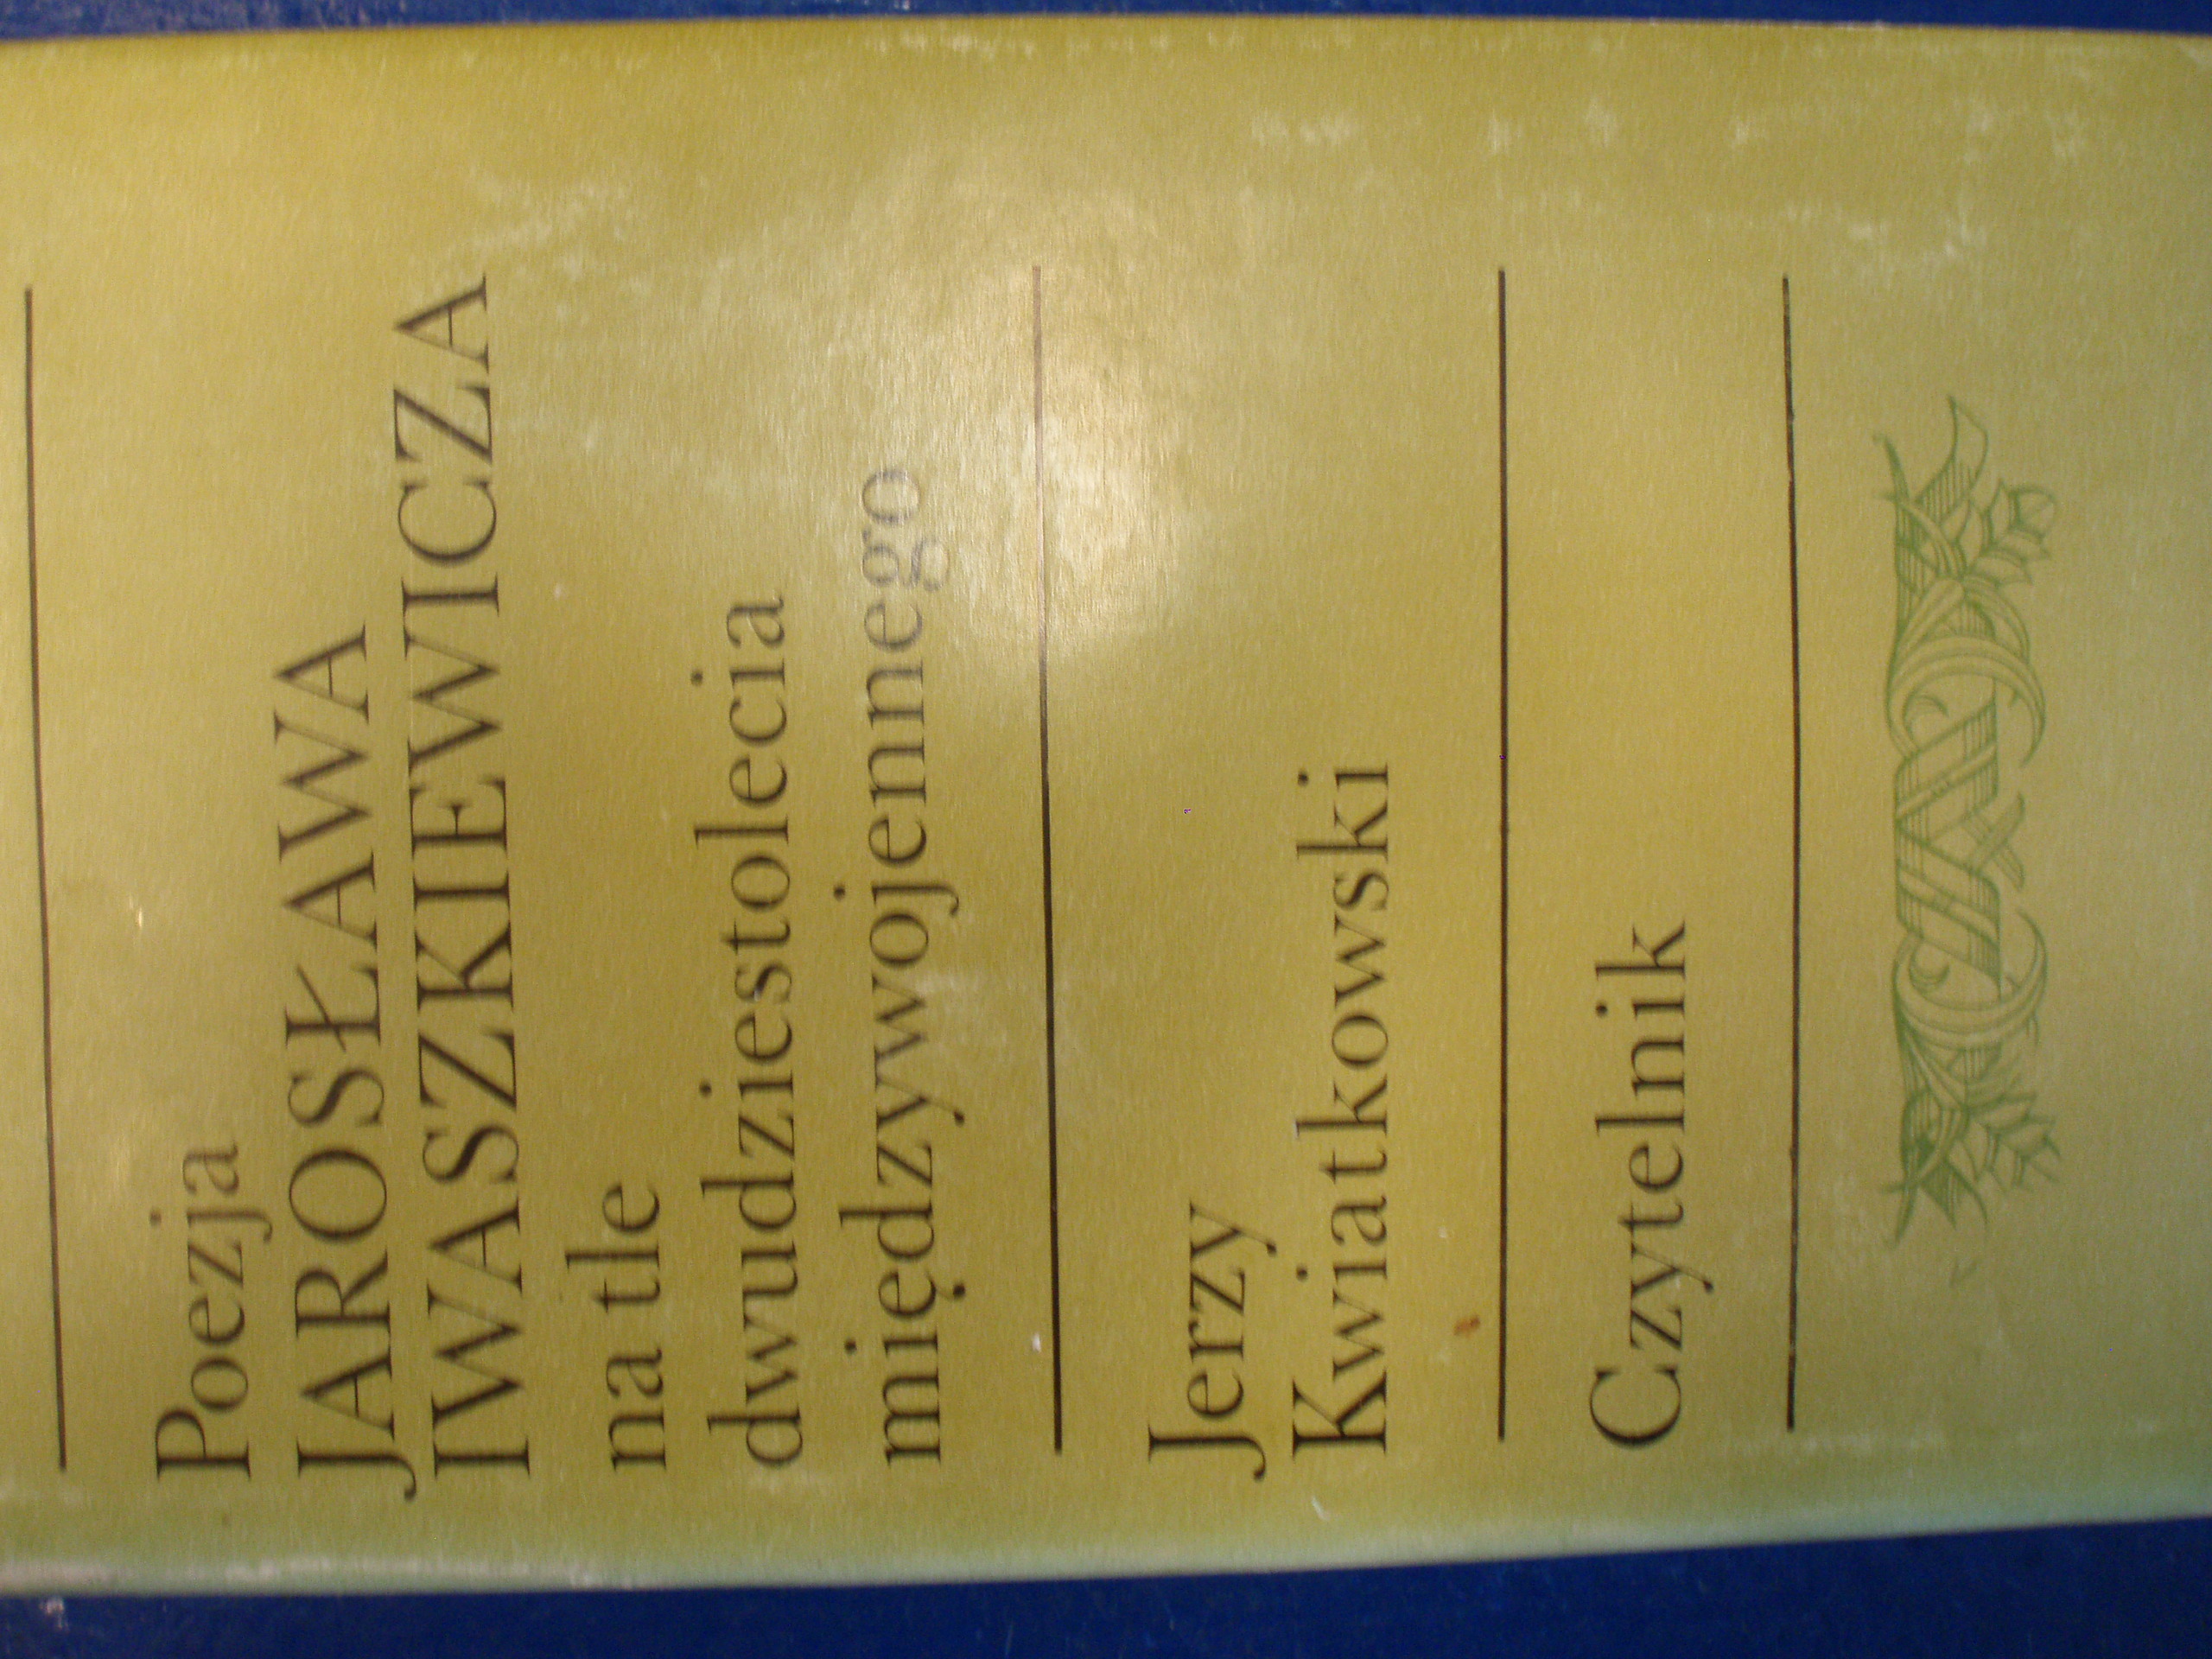 Poezja
JAROSŁAWA
IWASZKIEWICZA
na tle
dwudziestolecia
międzywojennego
Jerzy
Kwiatkowski
Czytelnik